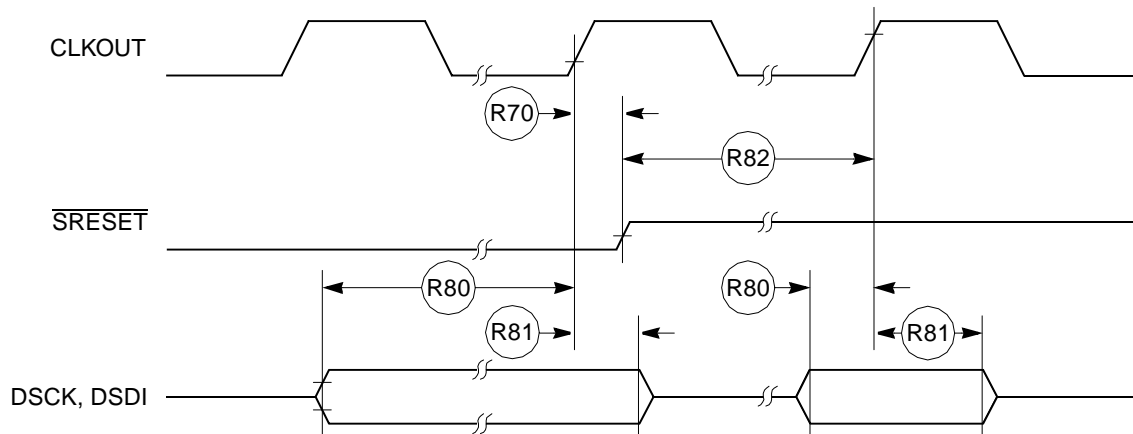 CLKOUT
R70
R82
SRESET
R80
R80
R81
R81
DSCK, DSDI